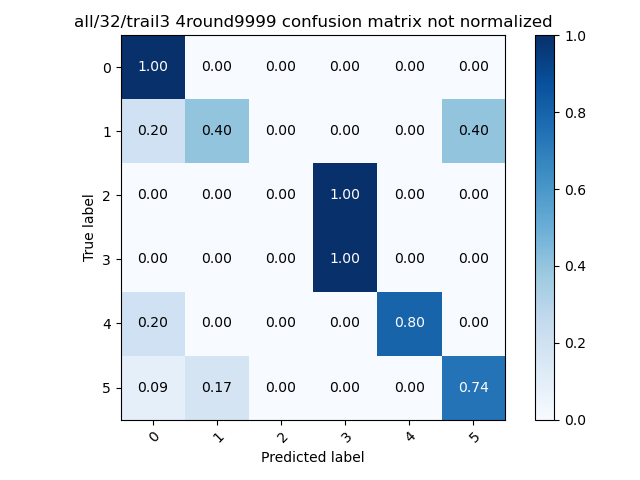 all/32/trail3 4round9999 confusion matrix not normalized
1.0
0 1.00 0.00 0.00 0.00 0.00 0.00
0.8
1 0.20 0.40 0.00 0.00 0.00 0.40
2 0.00 0.00 0.00 1.00 0.00 0.00
0.6
True label
3 0.00 0.00 0.00 1.00 0.00 0.00
0.4
4 0.20 0.00 0.00 0.00 0.80 0.00
0.2
5 0.09 0.17 0.00 0.00 0.00 0.74
0.0
0 1 2 3 4 5
Predicted label